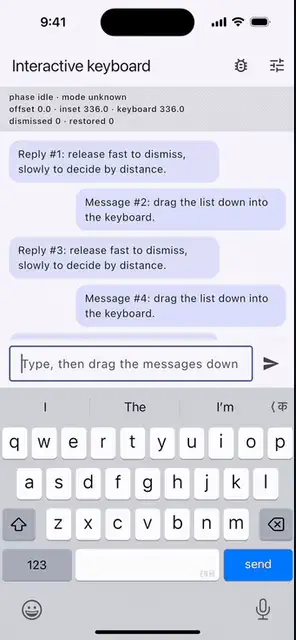 9:41
Interactive keyboard
phase idle · mode unknown
offset 0.0 · inset 336.0 · keyboard 336.0
dismissed 0 · restored 0
Reply #1: release fast to dismiss,
slowly to decide by distance.
Message #2: drag the list down into
the keyboard.
Reply #3: release fast to dismiss,
slowly to decide by distance.
Message #4: drag the list down into
the keyboard.
Type, then drag the messages down
I The I'm
q w e r t y u i o p
a s d f g h j k l
z x c v b n m
123 send